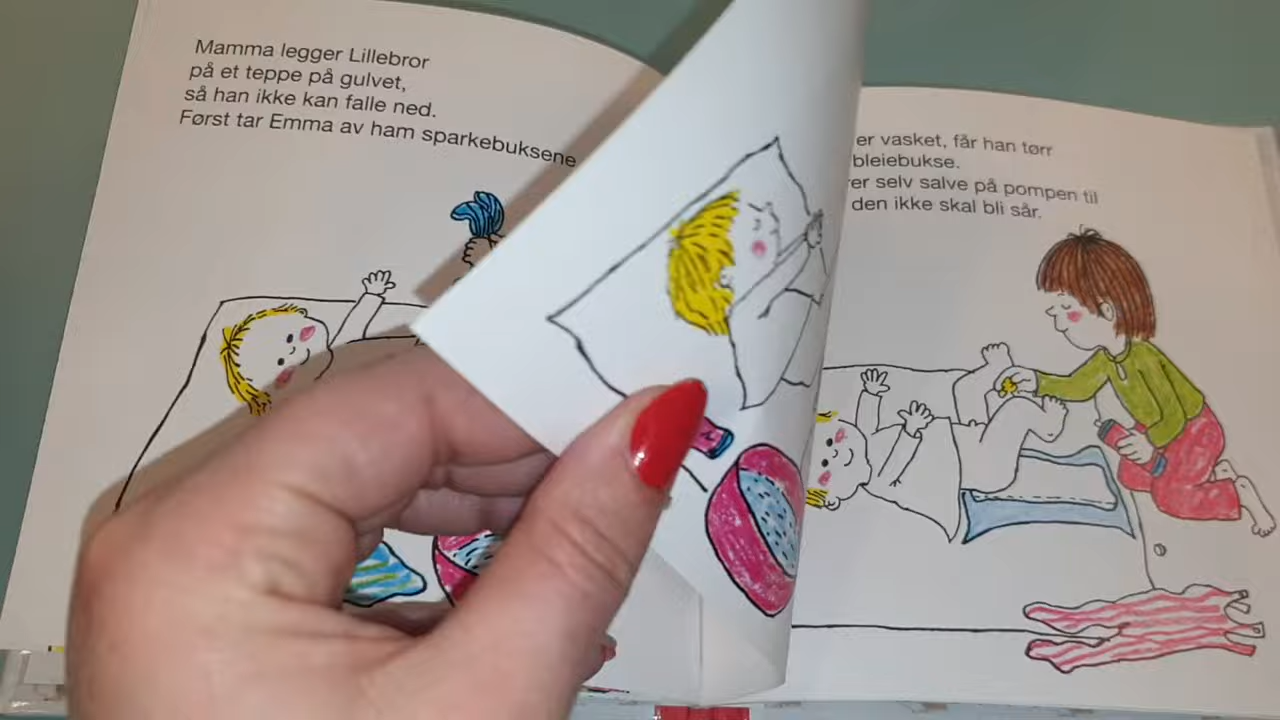 Mamma legger Lillebror
på et teppe på gulvet,
så han ikke kan falle ned.
Først tar Emma av ham sparkebuksene
er vasket, får han tørr
bleiebukse.
er selv salve på pompen til
den ikke skal bli sår.